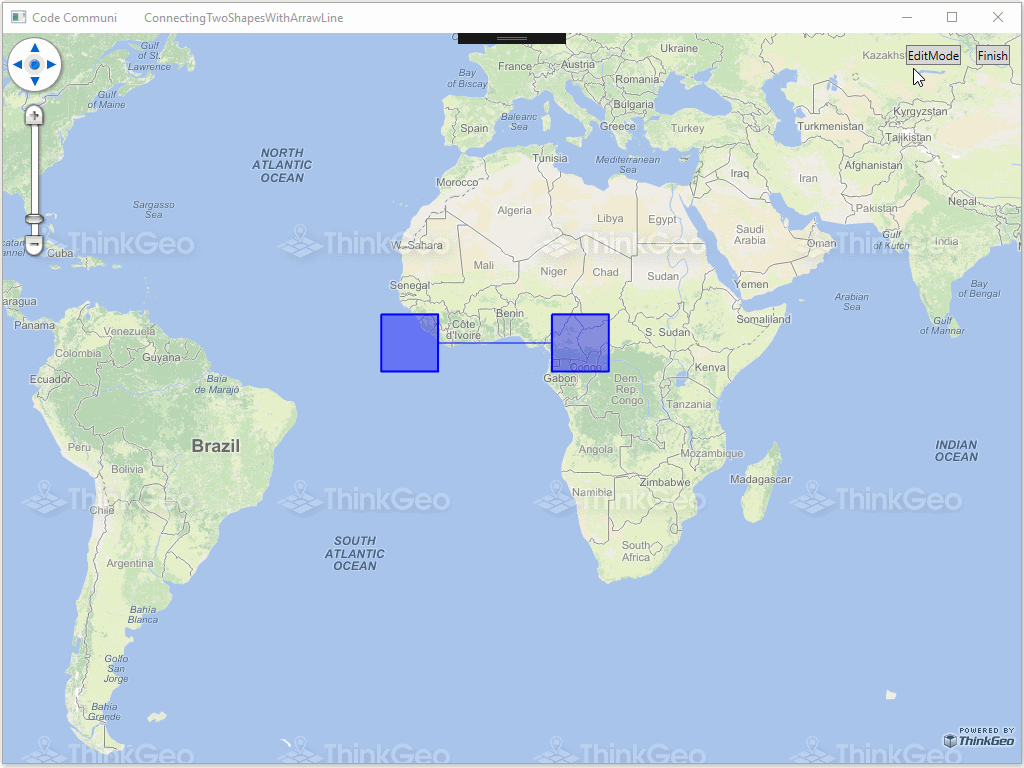 Code Communi ConnectingTwoShapesWithArrawLine
EditMode
Finish
Gulf
of St.
Lawrence
Gulf
of Maine
NORTH
ATLANTIC
OCEAN
Sargasso
Sea
Cuba
Bay
of Biscay
France
Austria
Ukraine
Kazakhs
Romania
Bulgaria
Spain
Balearic
Sea
Greece
Turkey
Turkmenistan
Kyrgyzstan
Tajikistan
Tunisia
Mediterranean
Sea
Morocco
Iraq
Iran
Afghanistan
Pakistan
Nepal
Algeria
Libya
Egypt
Saudi
Arabia
Oman
Gulf
of Kutch
India
W. Sahara
ThinkGeo
ThinkGeo
ThinkGeo
ThinkGeo
Mali
Niger
Chad
Sudan
Yemen
Senegal
Arabian
Sea
Bay
of Bengal
Benin
Côte
d'Ivoire
Somaliland
Gulf
of Mannar
aragua
Panama
Venezuela
Colombia
Guyana
S. Sudan
Ecuador
Baia
de Marajó
Gabon
Congo
Dem.
Rep.
Congo
Kenya
Tanzania
Peru
Brazil
Bolivia
Angola
Mozambique
INDIAN
OCEAN
Namibia
Zimbabwe
Madagascar
ThinkGeo
ThinkGeo
ThinkGeo
ThinkGeo
Chile
SOUTH
ATLANTIC
OCEAN
South
Africa
Argentina
Bahía
Blanca
Golfo
San
Jorge
Bahía
Grande
POWERED BY
ThinkGeo
ThinkGeo
ThinkGeo
ThinkGeo
ThinkGeo